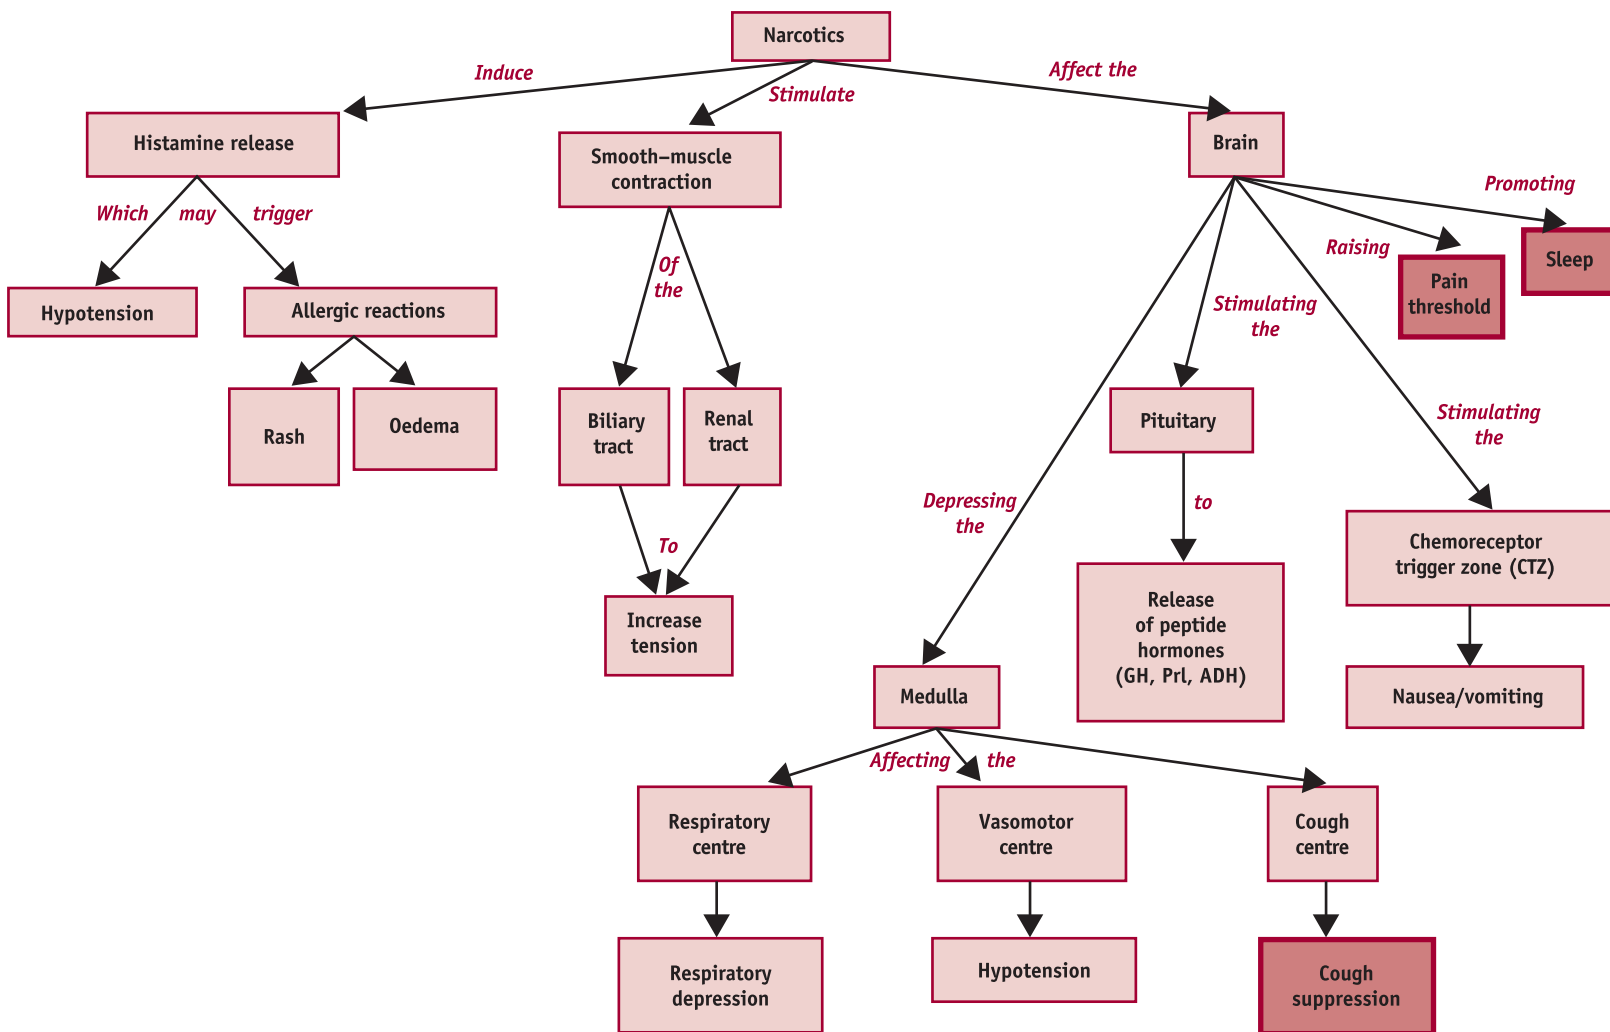 Narcotics
Induce
Stimulate
Affect the
Histamine release
Smooth–muscle
contraction
Brain
Which may trigger
Of
the
Promoting
Raising
Sleep
Pain
threshold
Hypotension
Allergic reactions
Stimulating
the
Rash
Oedema
Biliary
tract
Renal
tract
Pituitary
Stimulating
the
Depressing
the
to
To
Chemoreceptor
trigger zone (CTZ)
Increase
tension
Release
of peptide
hormones
(GH, Prl, ADH)
Medulla
Nausea/vomiting
Affecting the
Respiratory
centre
Vasomotor
centre
Cough
centre
Respiratory
depression
Hypotension
Cough
suppression